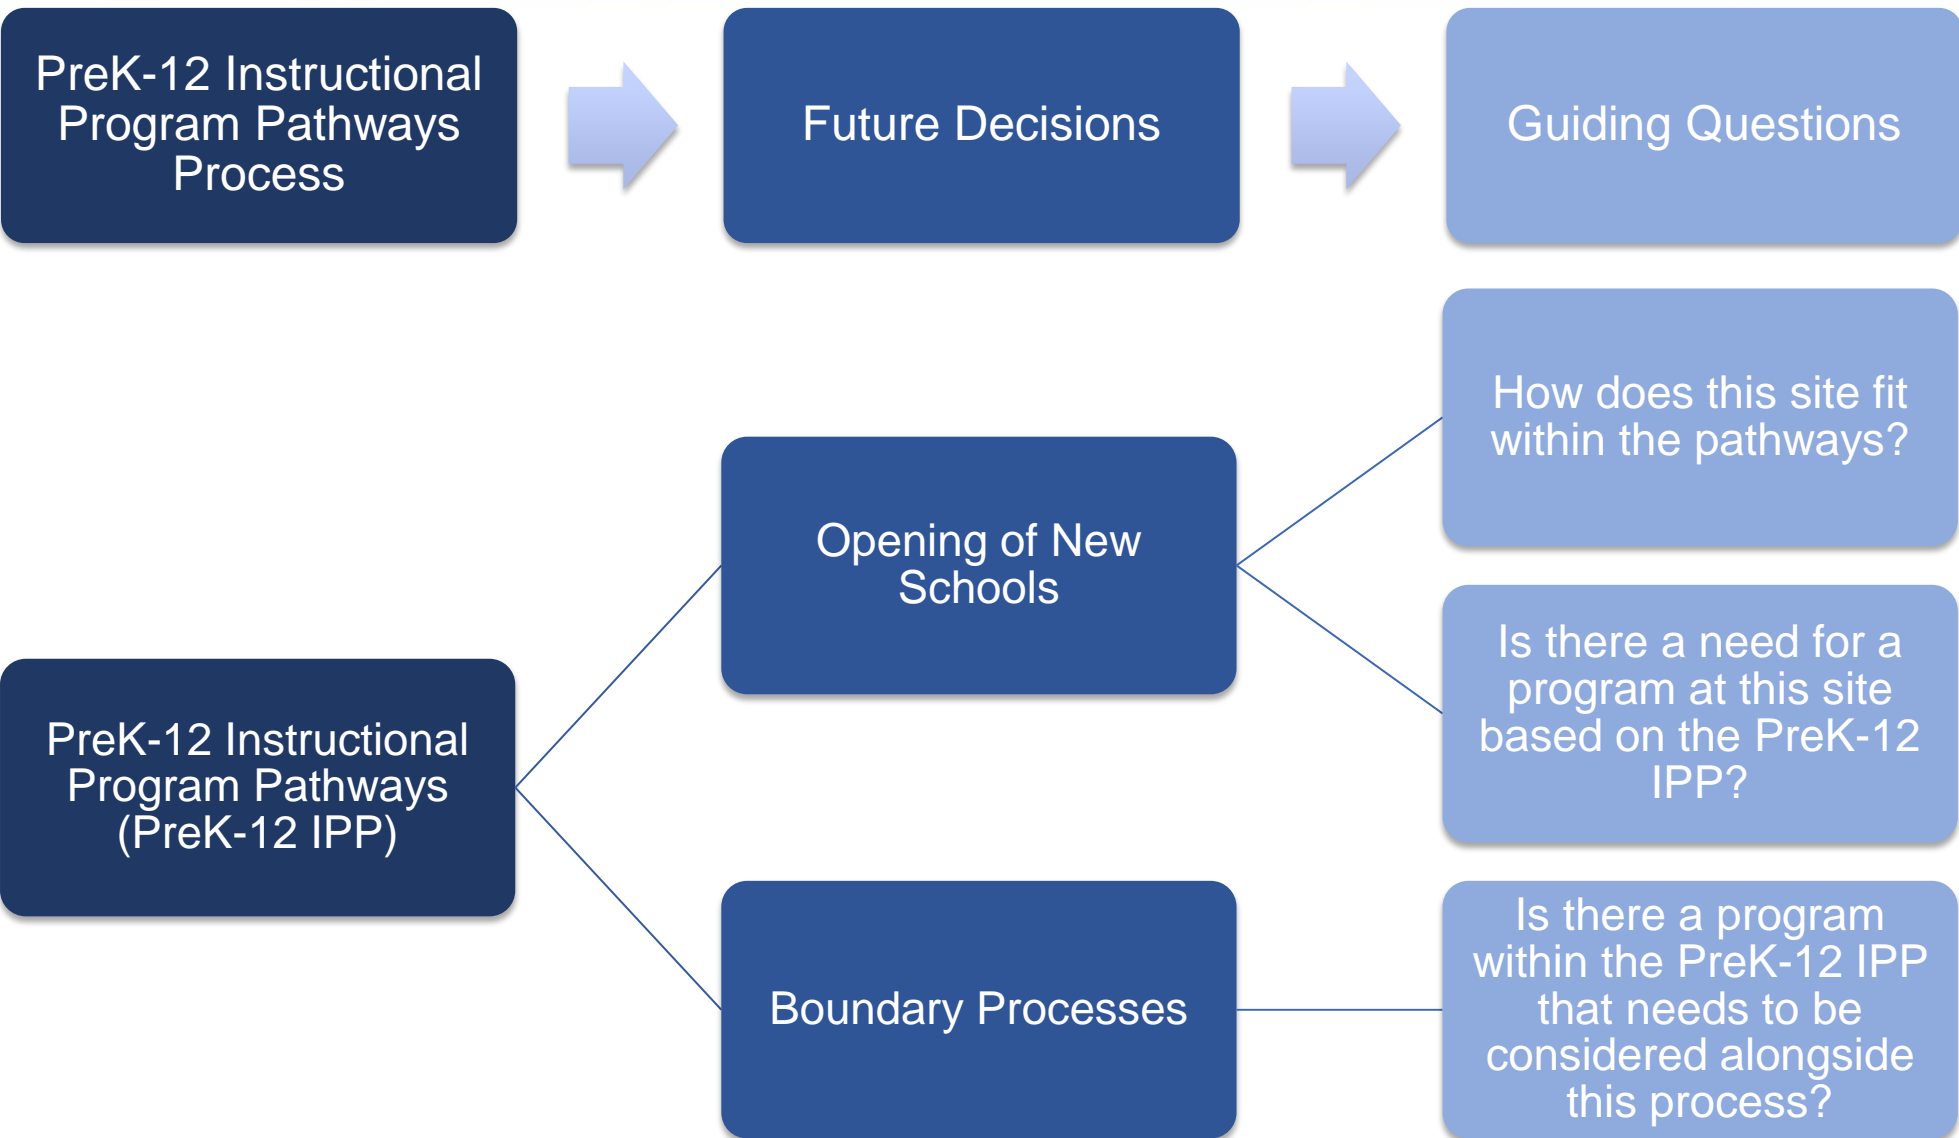 PreK-12 Instructional
Program Pathways
Process
Future Decisions
Guiding Questions
PreK-12 Instructional
Program Pathways
(PreK-12 IPP)
Opening of New
Schools
How does this site fit
within the pathways?
Is there a need for a
program at this site
based on the PreK-12
IPP?
Boundary Processes
Is there a program
within the PreK-12 IPP
that needs to be
considered alongside
this process?